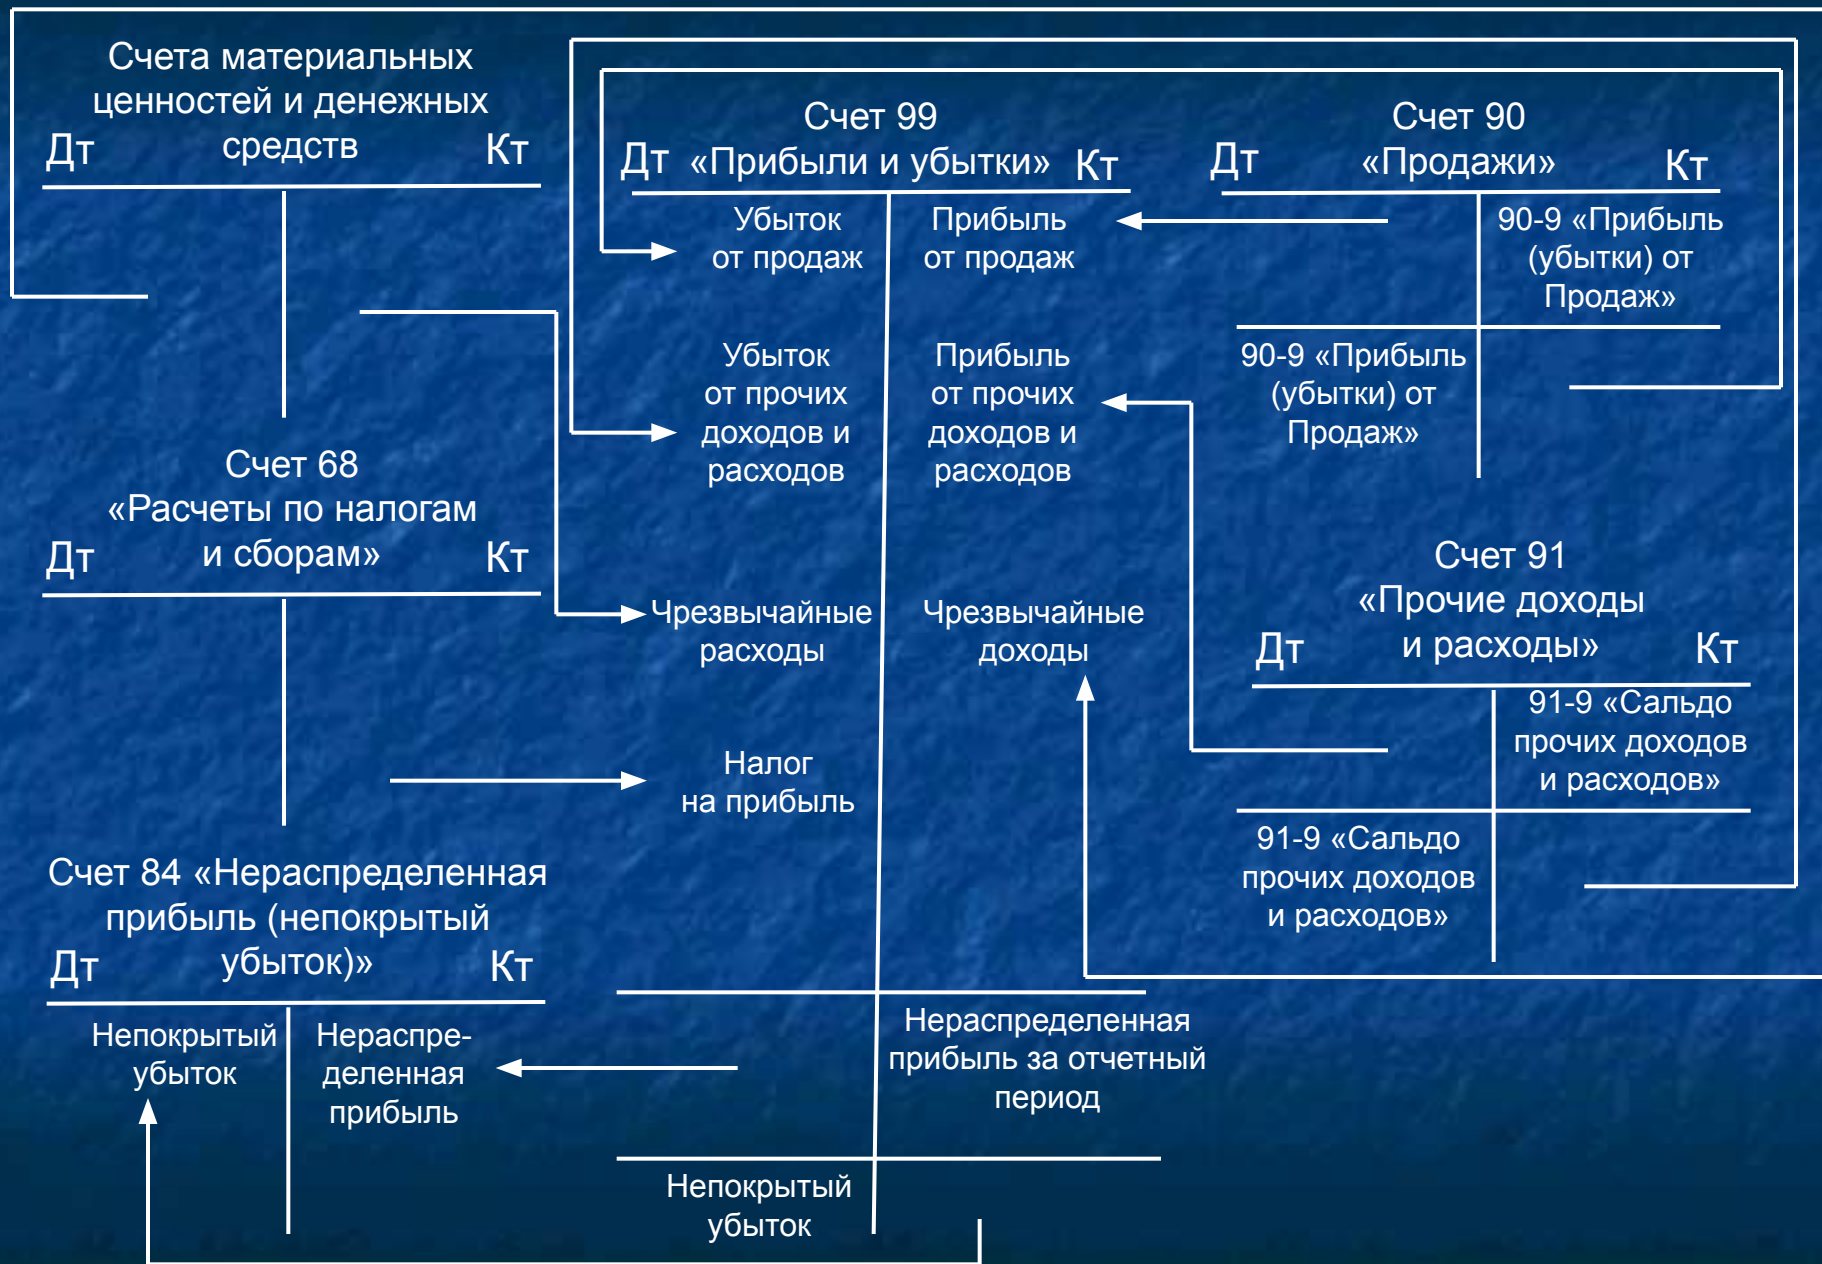 Счета материальных
ценностей и денежных
средств
Дт
Кт
Счет 68
«Расчеты по налогам
и сборам»
Дт
Кт
Счет 84 «Нераспределенная
прибыль (непокрытый
убыток)»
Дт
Кт
Непокрытый
убыток
Нераспре-
деленная
прибыль
Счет 99
Дт «Прибыли и убытки» Кт
Убыток
от продаж
Прибыль
от продаж
Убыток
от прочих
доходов и
расходов
Прибыль
от прочих
доходов и
расходов
Чрезвычайные
расходы
Чрезвычайные
доходы
Налог
на прибыль
Нераспределенная
прибыль за отчетный
период
Непокрытый
убыток
Счет 90
Дт «Продажи» Кт
90-9 «Прибыль
(убытки) от
Продаж»
90-9 «Прибыль
(убытки) от
Продаж»
Счет 91
«Прочие доходы
и расходы»
Дт
Кт
91-9 «Сальдо
прочих доходов
и расходов»
91-9 «Сальдо
прочих доходов
и расходов»